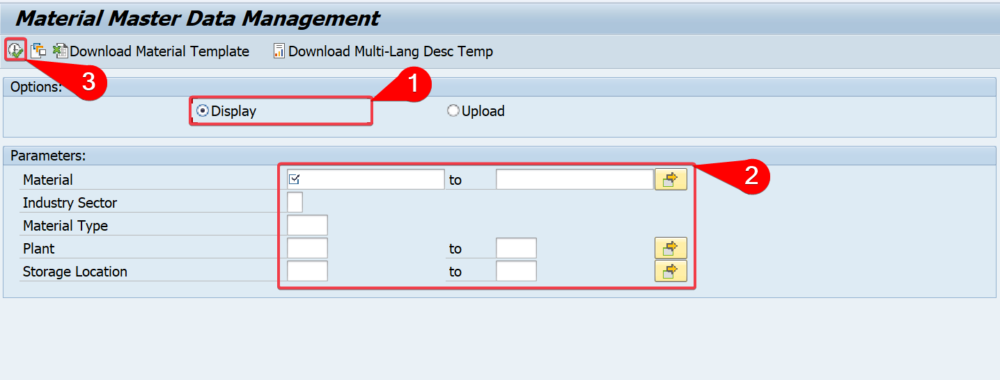 Material Master Data Management
Download Material Template Download Multi-Lang Desc Temp
3
1
Options:
Display Upload
Parameters:
2
Material to
Industry Sector
Material Type
Plant to
Storage Location to